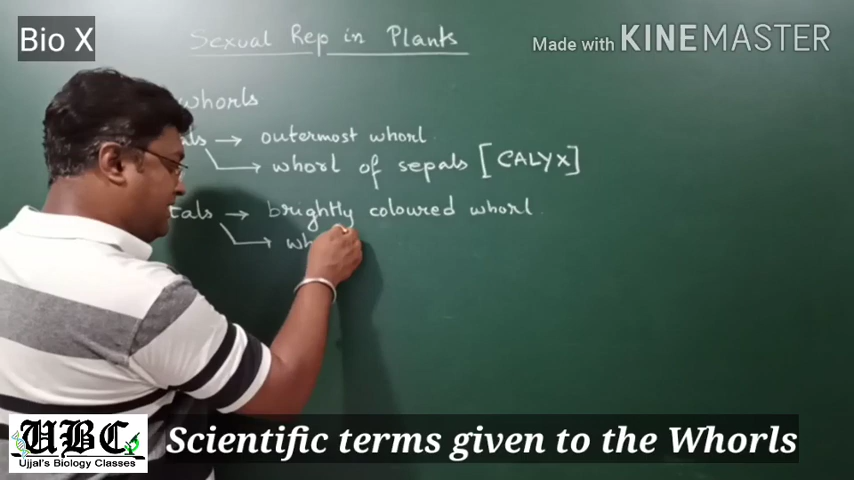 Bio X
Sexual Rep in Plants
Made with KINEMASTER
whorls
outermost whorl
whorl of sepals [CALYX]
brightly coloured whorl
UBC
Ujjal's Biology Classes
Scientific terms given to the Whorls